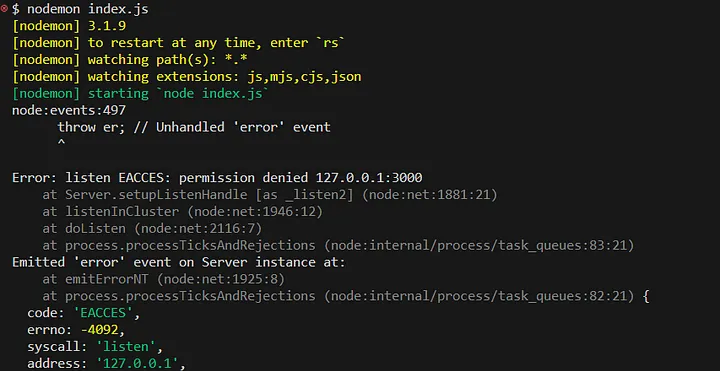 $ nodemon index.js
[nodemon] 3.1.9
[nodemon] to restart at any time, enter `rs`
[nodemon] watching path(s): *.*
[nodemon] watching extensions: js,mjs,cjs,json
[nodemon] starting `node index.js`
node:events:497
      throw er; // Unhandled 'error' event
      ^

Error: listen EACCES: permission denied 127.0.0.1:3000
    at Server.setupListenHandle [as _listen2] (node:net:1881:21)
    at listenInCluster (node:net:1946:12)
    at doListen (node:net:2116:7)
    at process.processTicksAndRejections (node:internal/process/task_queues:83:21)
Emitted 'error' event on Server instance at:
    at emitErrorNT (node:net:1925:8)
    at process.processTicksAndRejections (node:internal/process/task_queues:82:21) {
  code: 'EACCES',
  errno: -4092,
  syscall: 'listen',
  address: '127.0.0.1',